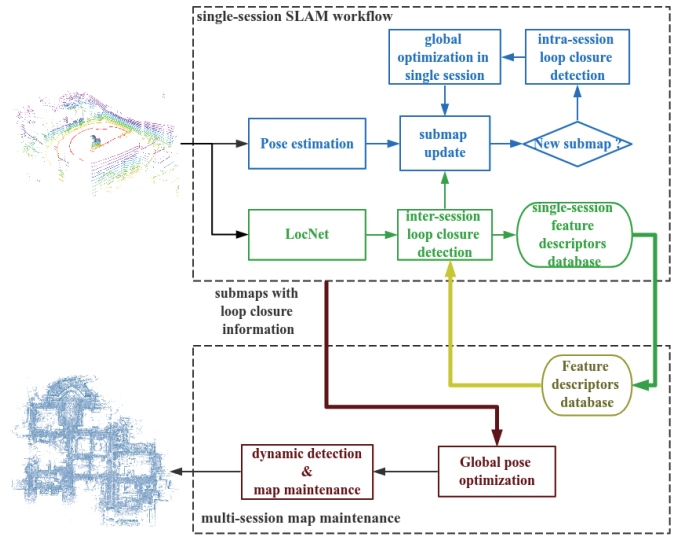 single-session SLAM workflow
global
optimization in
single session
intra-session
loop closure
detection
Pose estimation
submap
update
New submap ?
LocNet
inter-session
loop closure
detection
single-session
feature
descriptors
database
submaps with
loop closure
information
Feature
descriptors
database
dynamic detection
&
map maintenance
Global pose
optimization
multi-session map maintenance